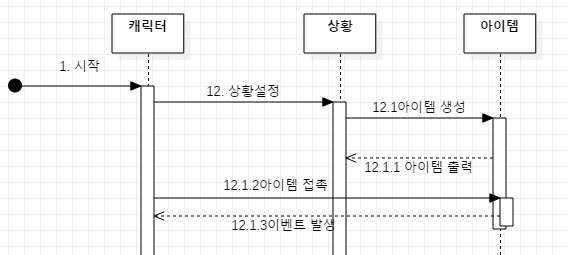 캐릭터
상황
아이템
1. 시작
12. 상황설정
12.1아이템 생성
12.1.1 아이템 출력
12.1.2아이템 접촉
12.1.3이벤트 발생